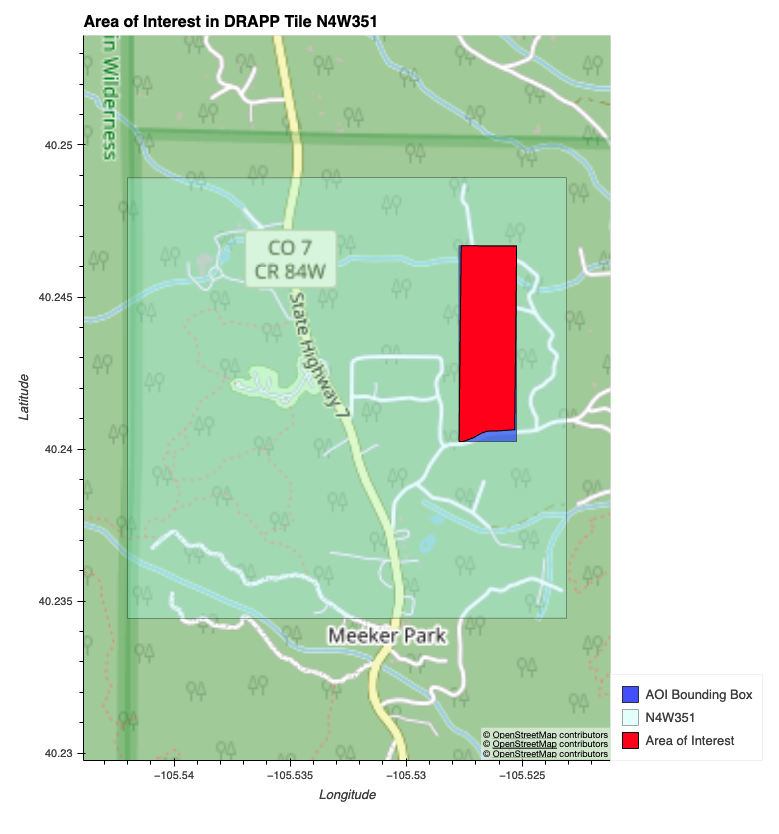 Area of Interest in DRAPP Tile N4W351
in Wilderness
40.25
40.245
40.24
40.235
40.23
Latitude
CO 7
CR 84W
State Highway 7
Meeker Park
© OpenStreetMap contributors
© OpenStreetMap contributors
© OpenStreetMap contributors
−105.54
−105.535
−105.53
−105.525
Longitude
AOI Bounding Box
N4W351
Area of Interest